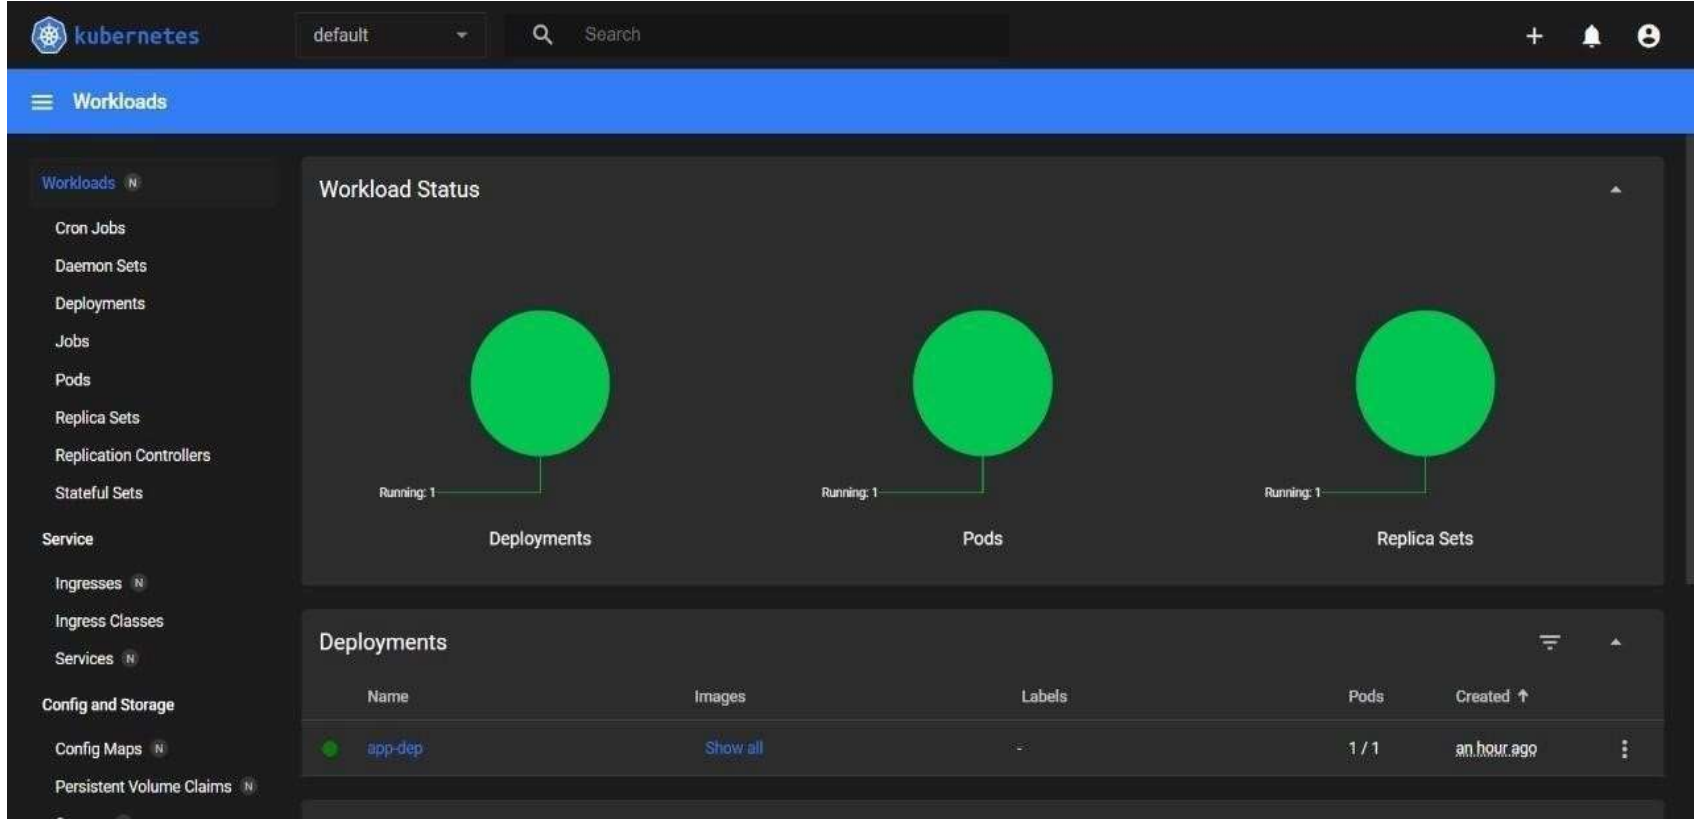 kubernetes
default
Search
Workloads
Workloads N
Cron Jobs
Daemon Sets
Deployments
Jobs
Pods
Replica Sets
Replication Controllers
Stateful Sets
Service
Ingresses N
Ingress Classes
Services N
Config and Storage
Config Maps N
Persistent Volume Claims N
Workload Status
Running: 1
Deployments
Running: 1
Pods
Running: 1
Replica Sets
Deployments
Name Images Labels Pods Created
app-dep Show all - 1 / 1 an hour ago